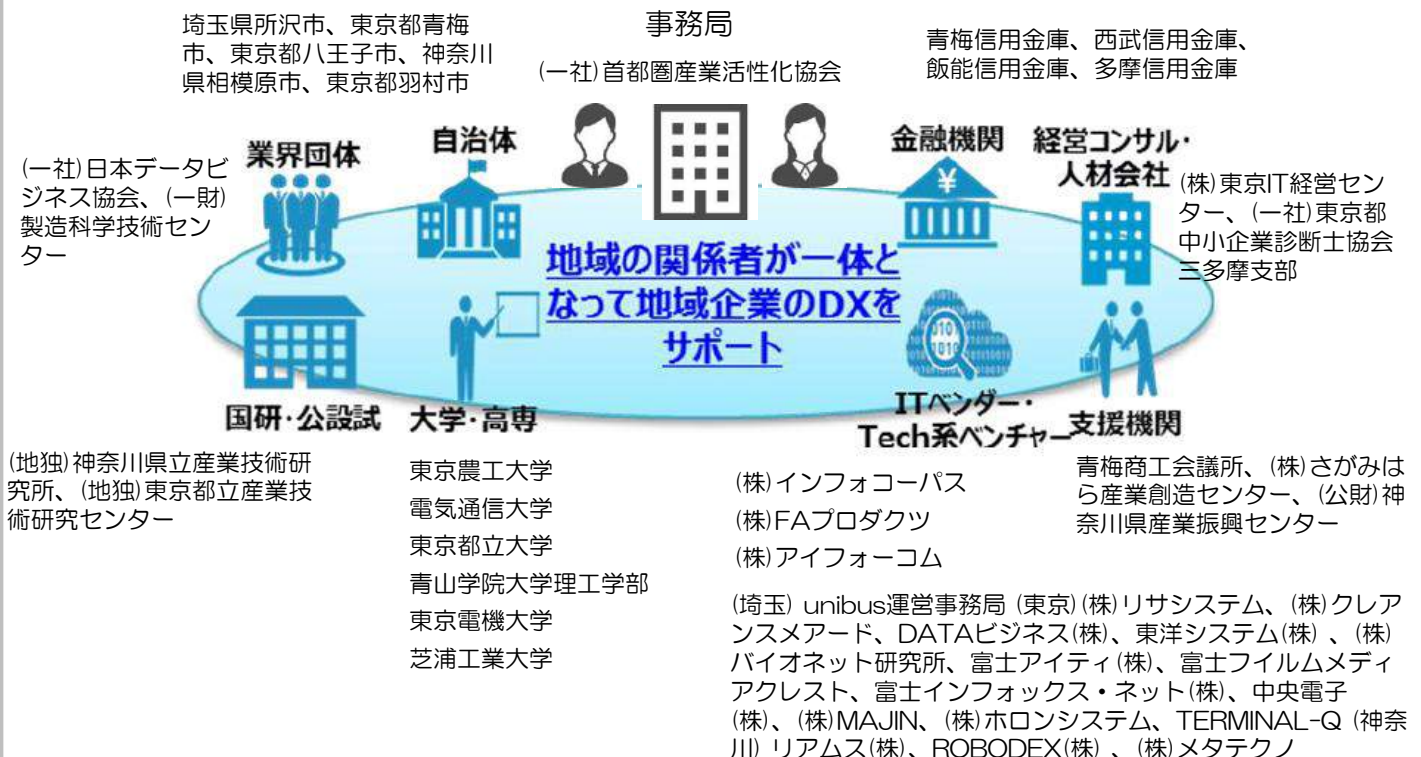 埼玉県所沢市、東京都青梅
市、東京都八王子市、神奈川
県相模原市、東京都羽村市
事務局
(一社)首都圏産業活性化協会
青梅信用金庫、西武信用金庫、
飯能信用金庫、多摩信用金庫
(一社)日本データビ
ジネス協会、(一財)
製造科学技術セン
ター
業界団体
自治体
金融機関
¥
経営コンサル・
人材会社
(株)東京IT経営セン
ター、(一社)東京都
中小企業診断士協会
三多摩支部
地域の関係者が一体と
なって地域企業のDXを
サポート
国研・公設試
大学・高専
ITベンダー・
Tech系ベンチャー
支援機関
(地独)神奈川県立産業技術研
究所、(地独)東京都立産業技
術研究センター
東京農工大学
電気通信大学
東京都立大学
青山学院大学理工学部
東京電機大学
芝浦工業大学
(株)インフォコーパス
(株)FAプロダクツ
(株)アイフォーコム
(埼玉) unibus運営事務局 (東京)(株)リサシステム、(株)クレア
ンスメアード、DATAビジネス(株)、東洋システム(株) 、(株)
バイオネット研究所、富士アイティ(株)、富士フイルムメディ
アクレスト、富士インフォックス・ネット(株)、中央電子
(株)、(株)MAJIN、(株)ホロンシステム、TERMINAL-Q (神奈
川) リアムス(株)、ROBODEX(株) 、(株)メタテクノ
青梅商工会議所、(株)さがみは
ら産業創造センター、(公財)神
奈川県産業振興センター